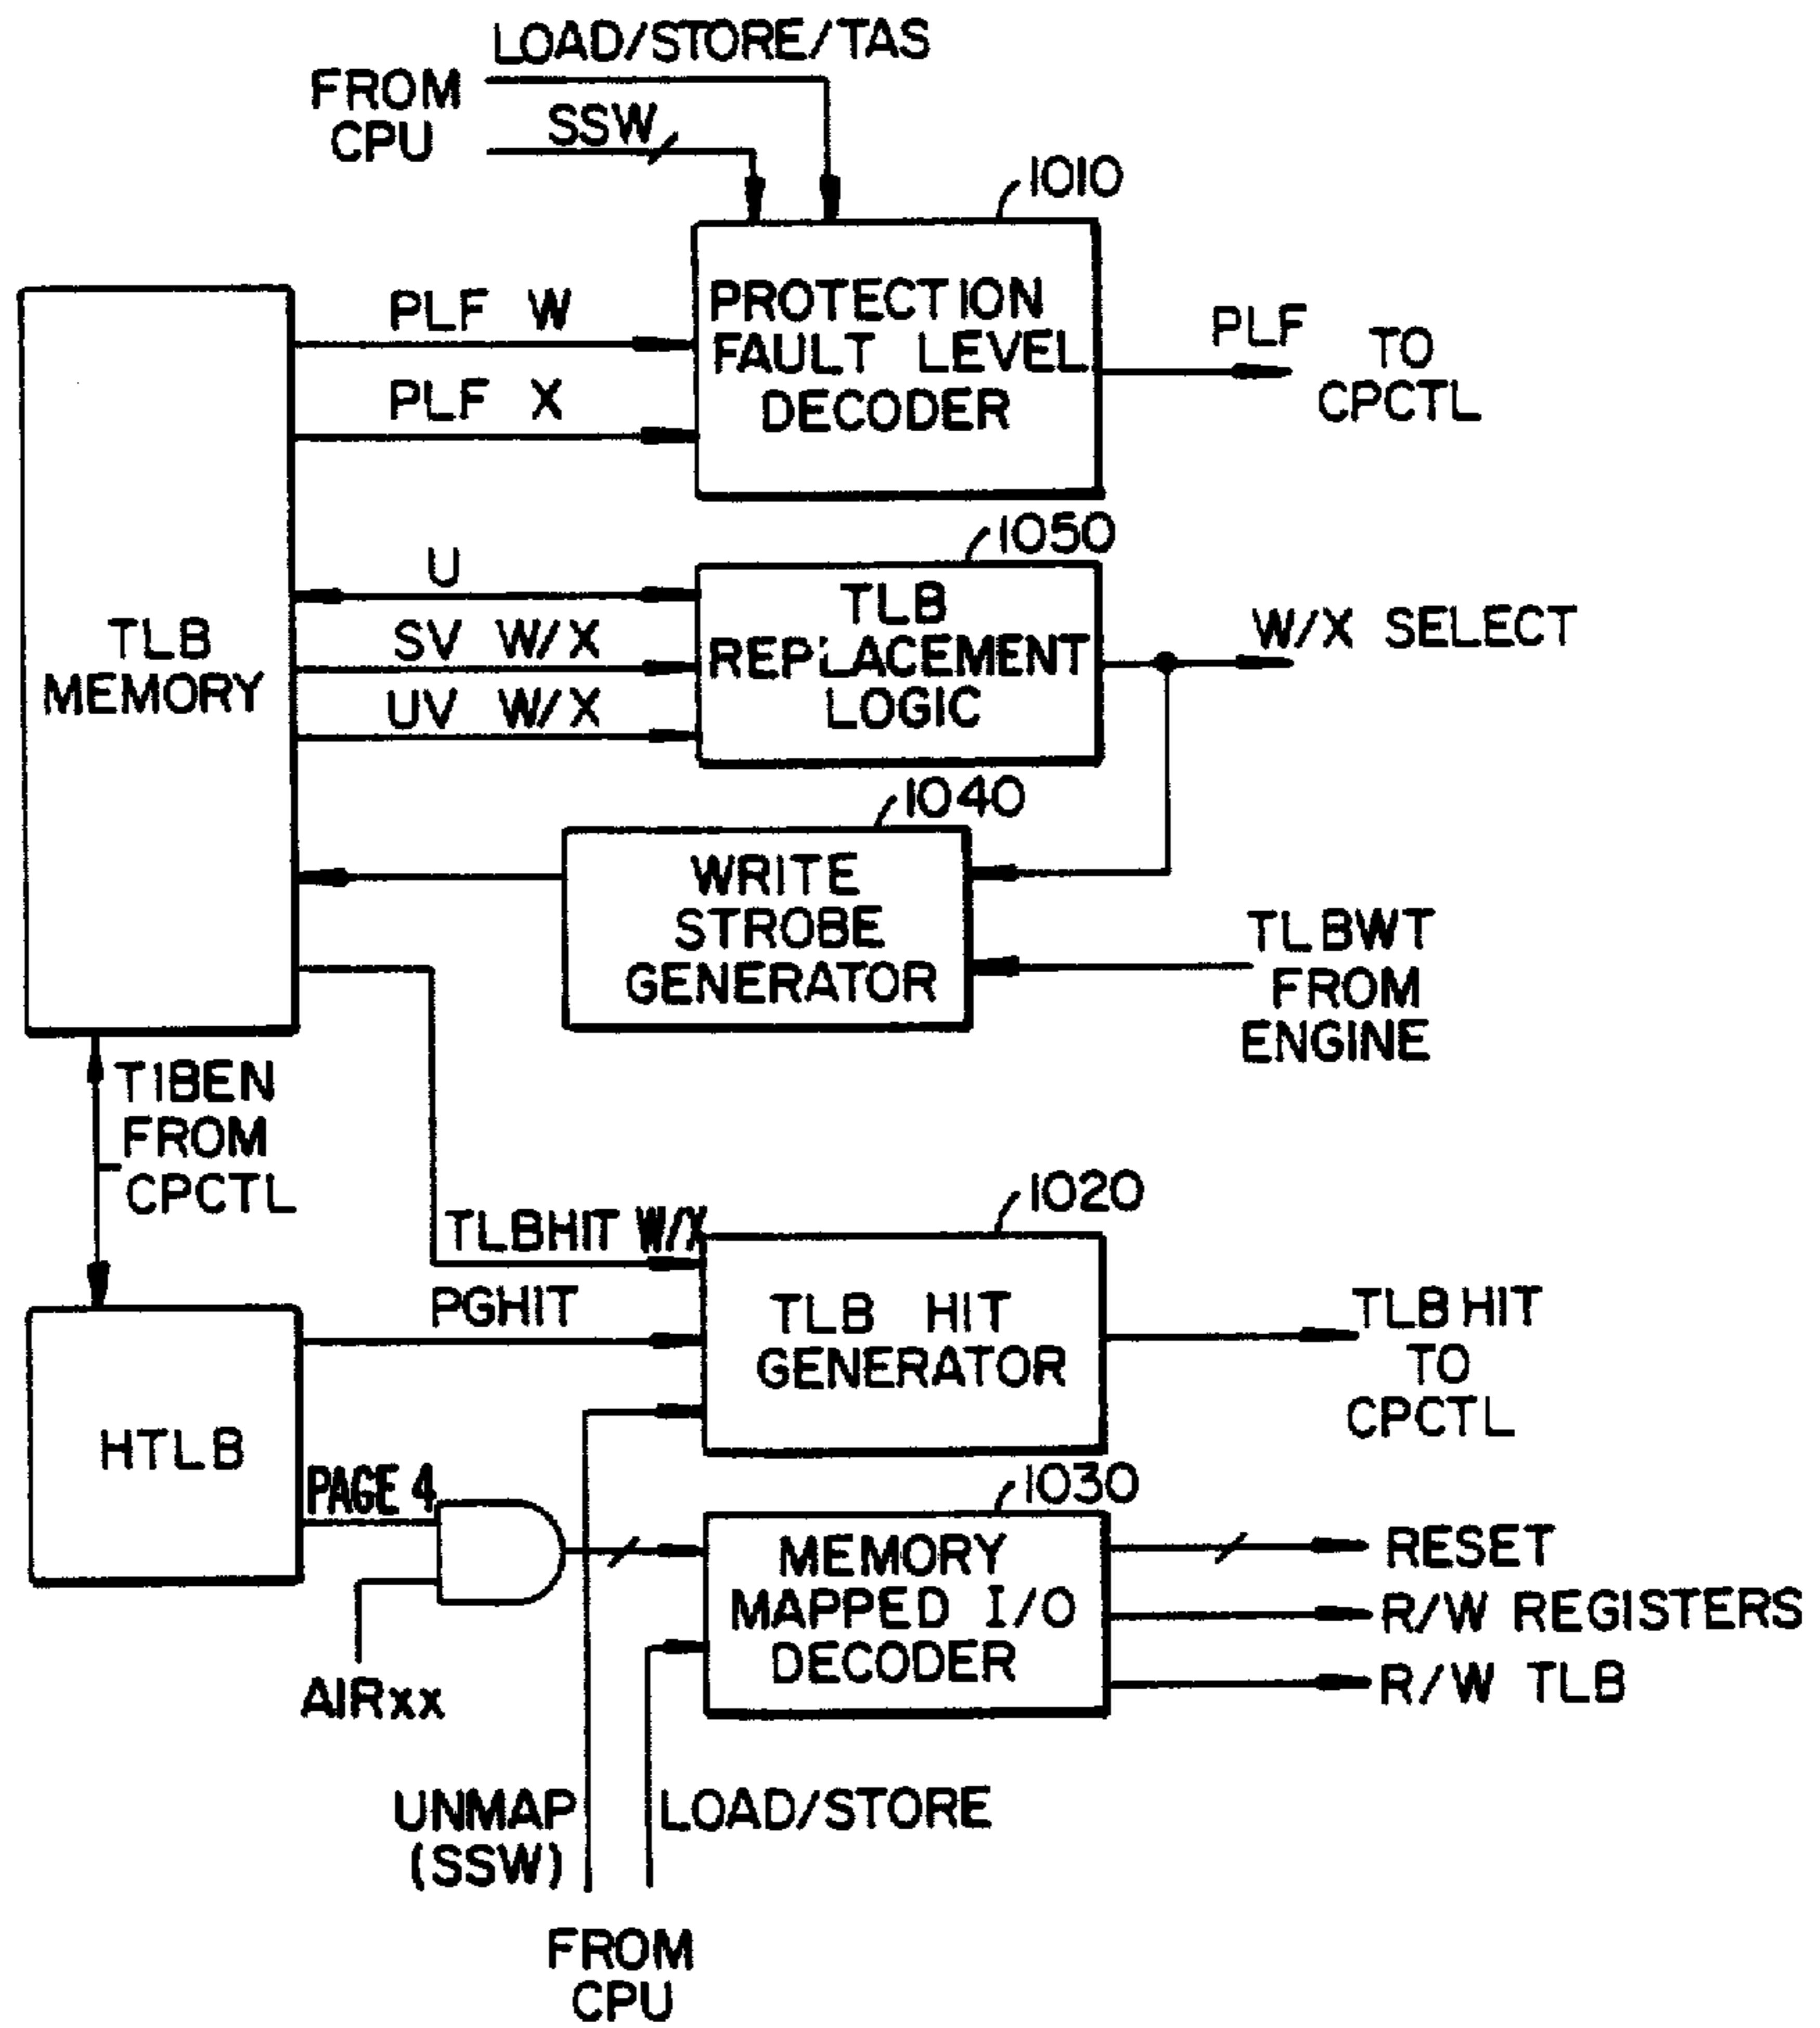 LOAD/STORE/TAS
FROM
CPU
SSW
1010
PLF W
PLF X
PROTECTION
FAULT LEVEL
DECODER
PLF
TO
CPCTL
1050
U
SV W/X
UV W/X
TLB
REPLACEMENT
LOGIC
W/X SELECT
TLB
MEMORY
1040
WRITE
STROBE
GENERATOR
TLBWT
FROM
ENGINE
TIBEN
FROM
CPCTL
1020
TLBHIT W/X
PGHIT
TLB HIT
GENERATOR
TLB HIT
TO
CPCTL
HTLB
PAGE 4
1030
MEMORY
MAPPED I/O
DECODER
RESET
R/W REGISTERS
R/W TLB
AIRxx
UNMAP
(SSW)
LOAD/STORE
FROM
CPU